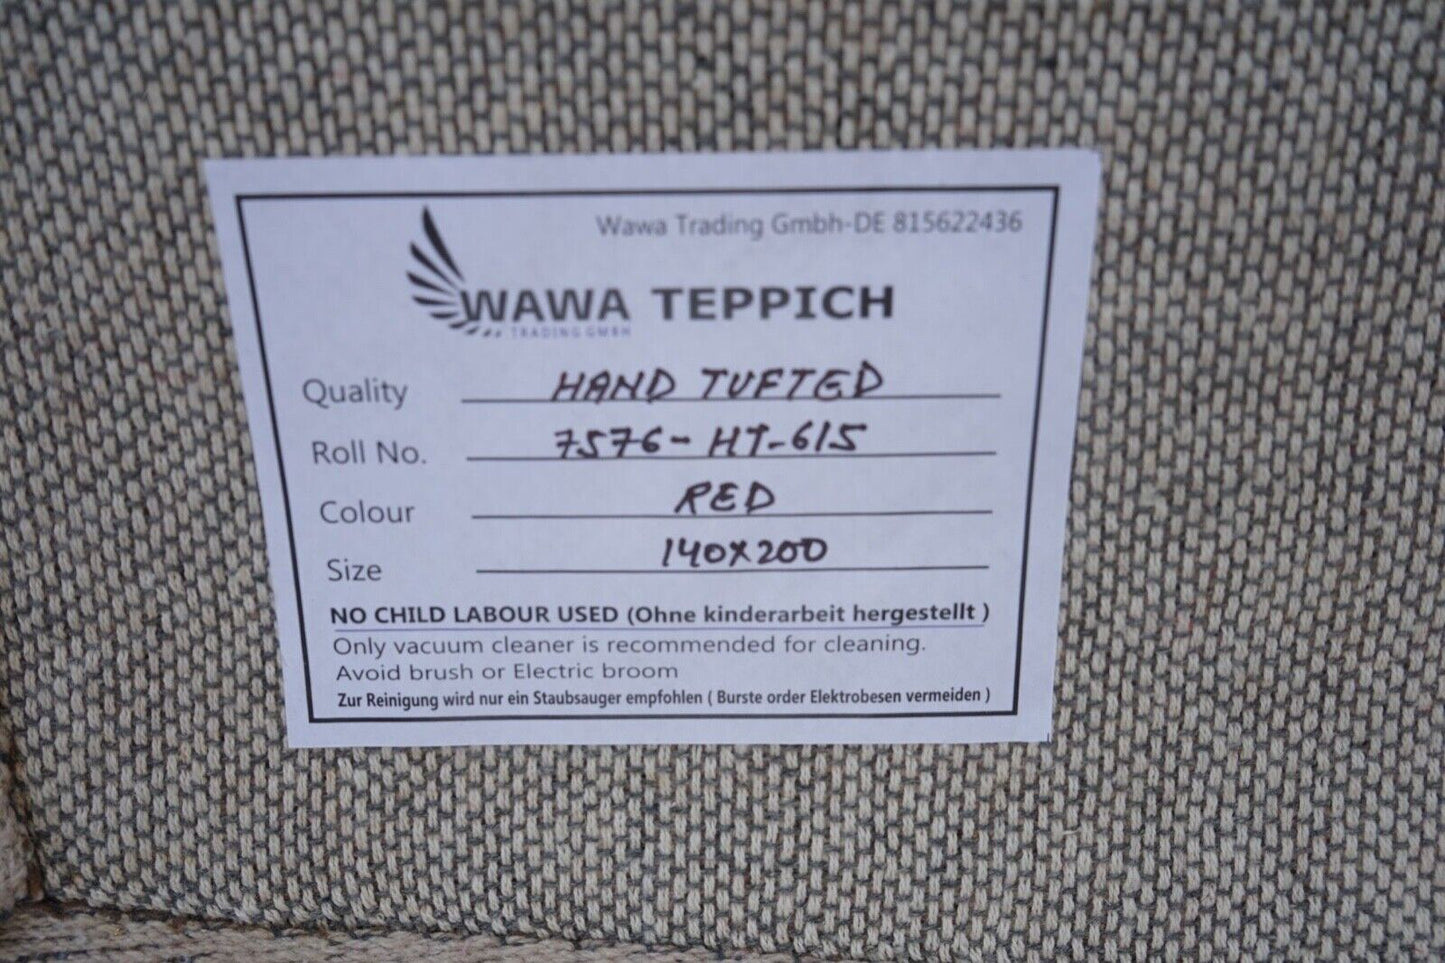 Wawa Trading Gmbh-DE 815622436
WAWA TEPPICH
TRADING GMBH
Quality HAND TUFTED
Roll No. 7576-HT-615
Colour RED
Size 140X200
NO CHILD LABOUR USED (Ohne kinderarbeit hergestellt )
Only vacuum cleaner is recommended for cleaning.
Avoid brush or Electric broom
Zur Reinigung wird nur ein Staubsauger empfohlen ( Burste order Elektrobesen vermeiden )